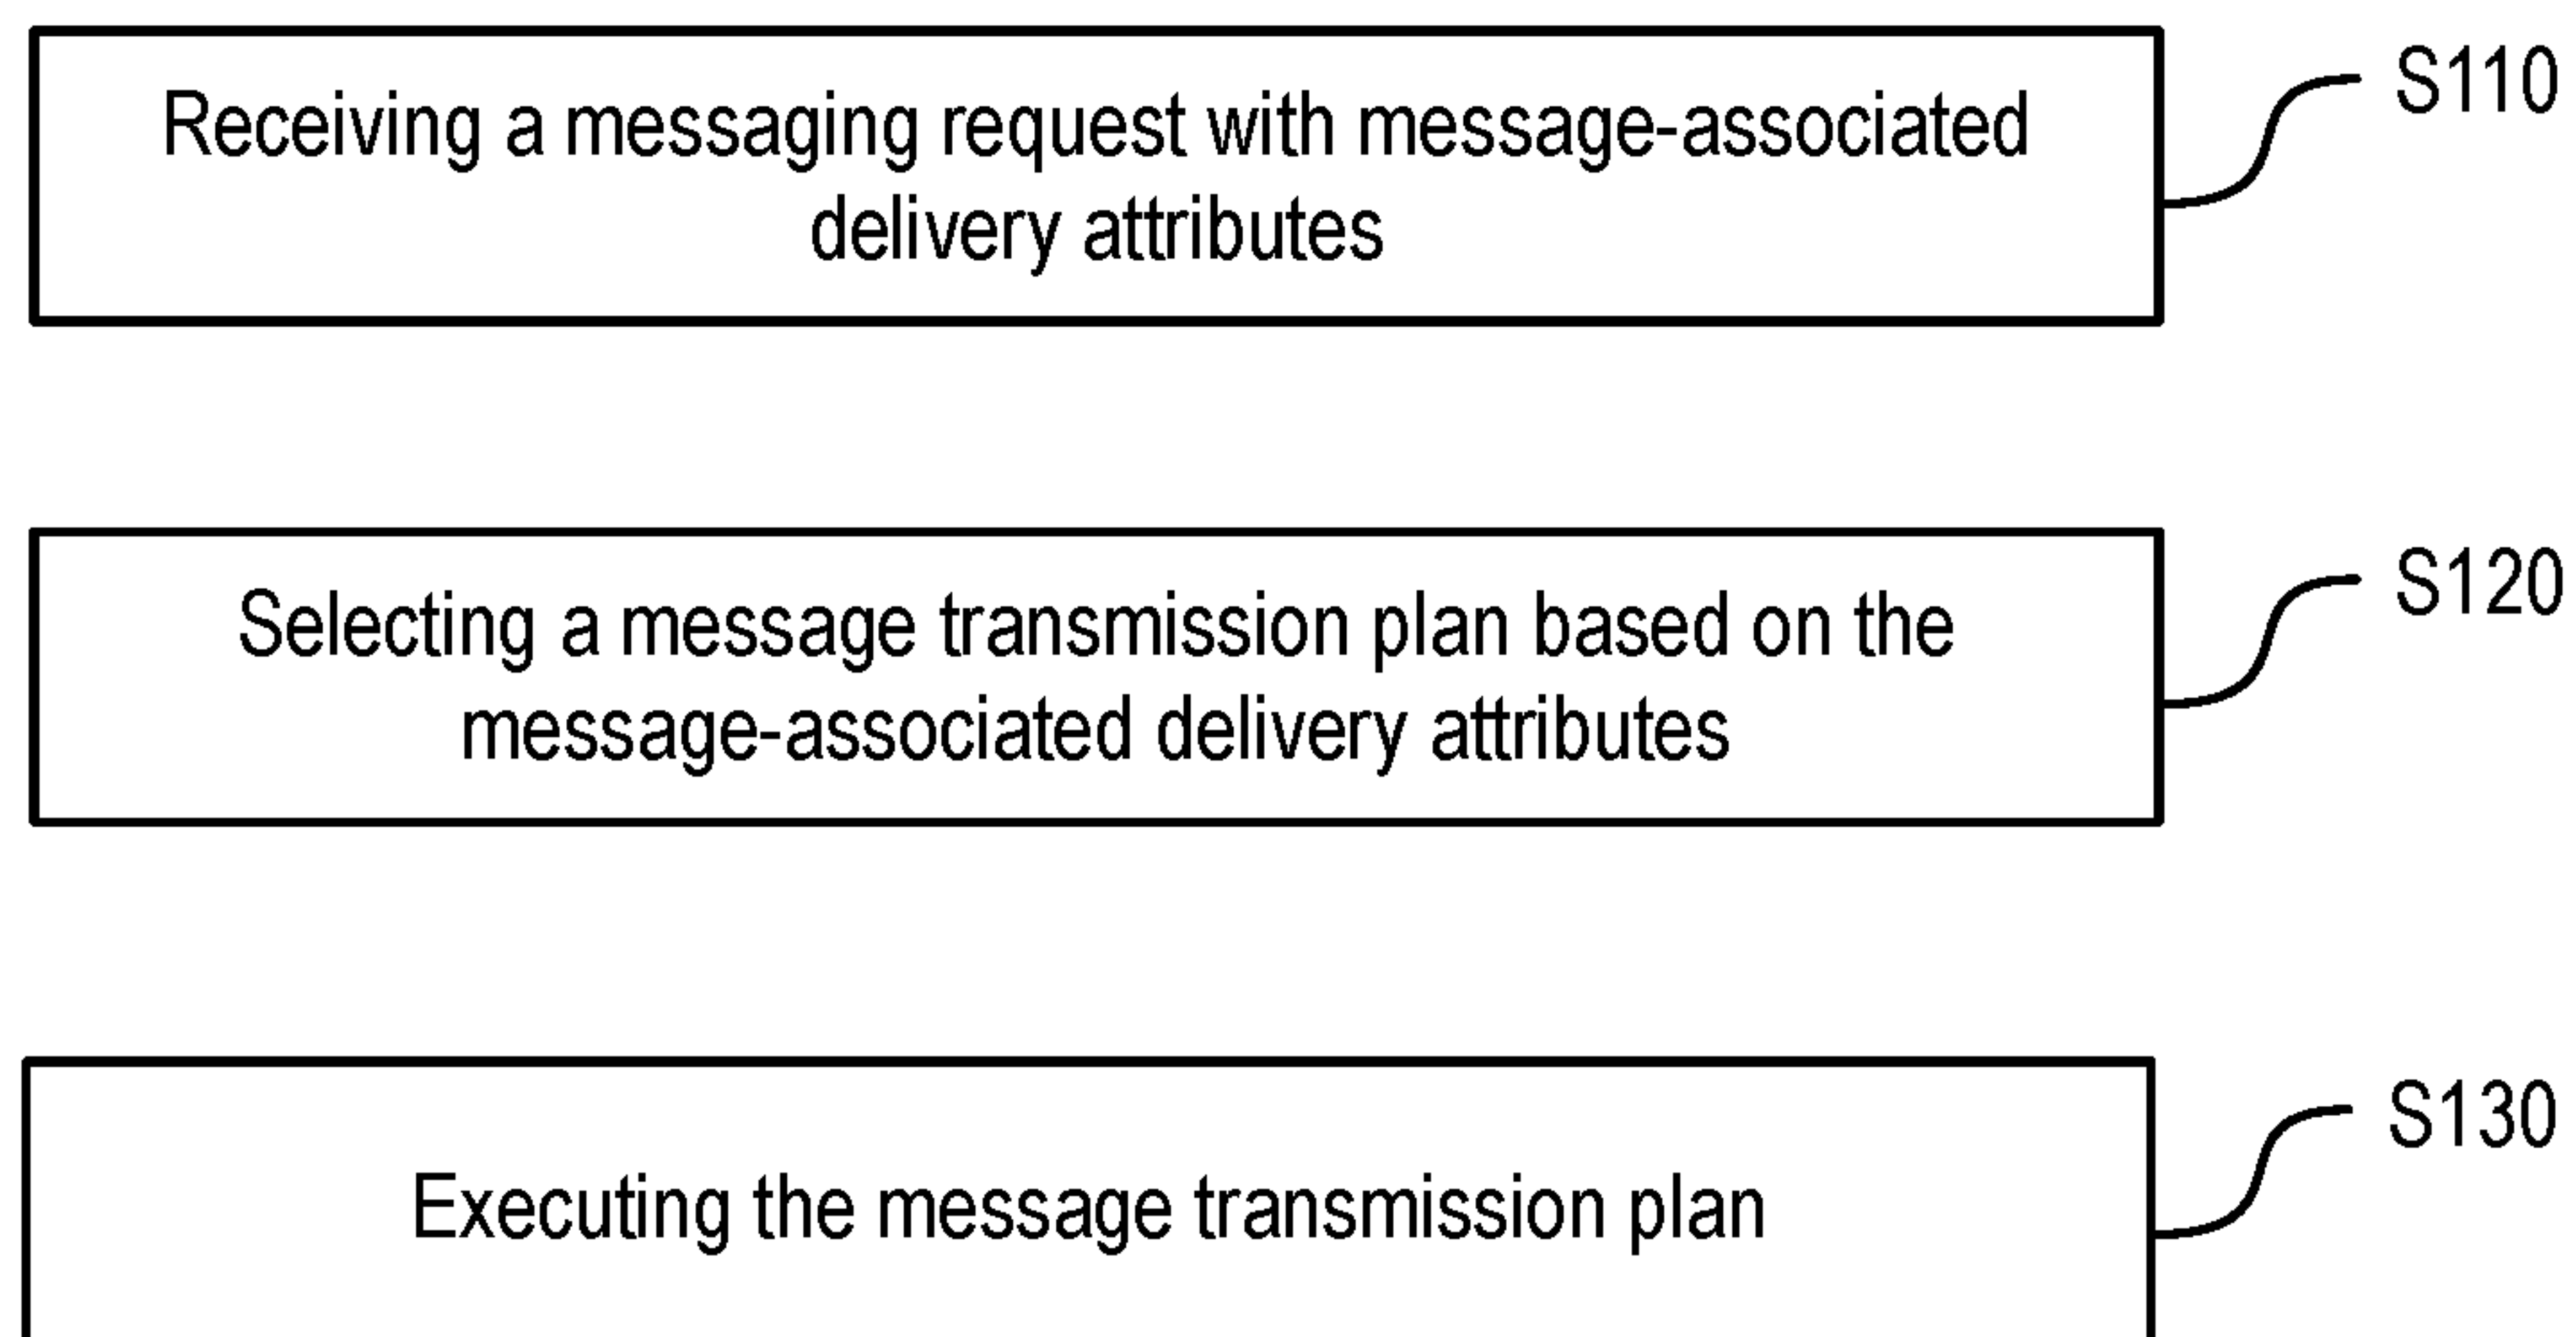 Receiving a messaging request with message-associated
delivery attributes
S110
Selecting a message transmission plan based on the
message-associated delivery attributes
S120
Executing the message transmission plan
S130